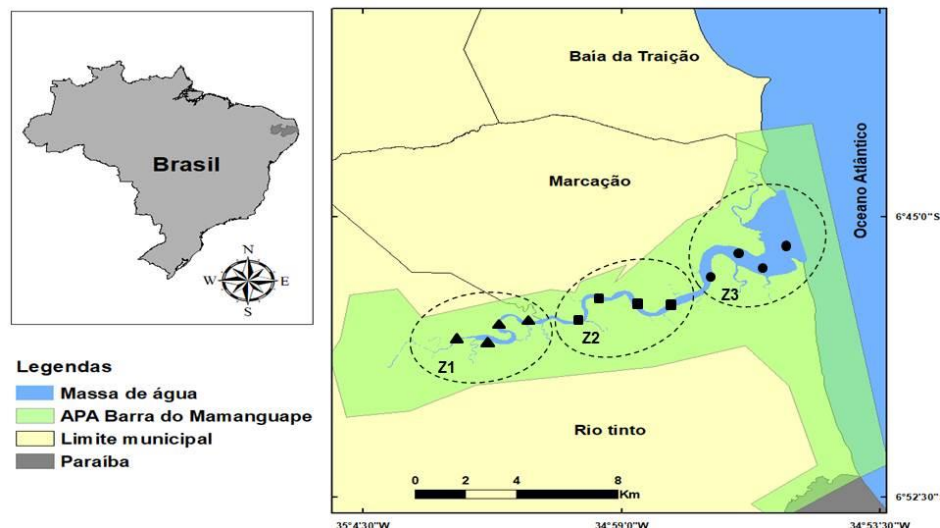 Brasil
N
W
E
S
Legendas
Massa de água
APA Barra do Mamanguape
Limite municipal
Paraíba
Baía da Traição
Marcação
Oceano Atlântico
Z1
Z2
Z3
Rio tinto
0 2 4 8
Km
6°45'0"S
6°52'30"S
35°4'30"W
34°59'0"W
34°53'30"W